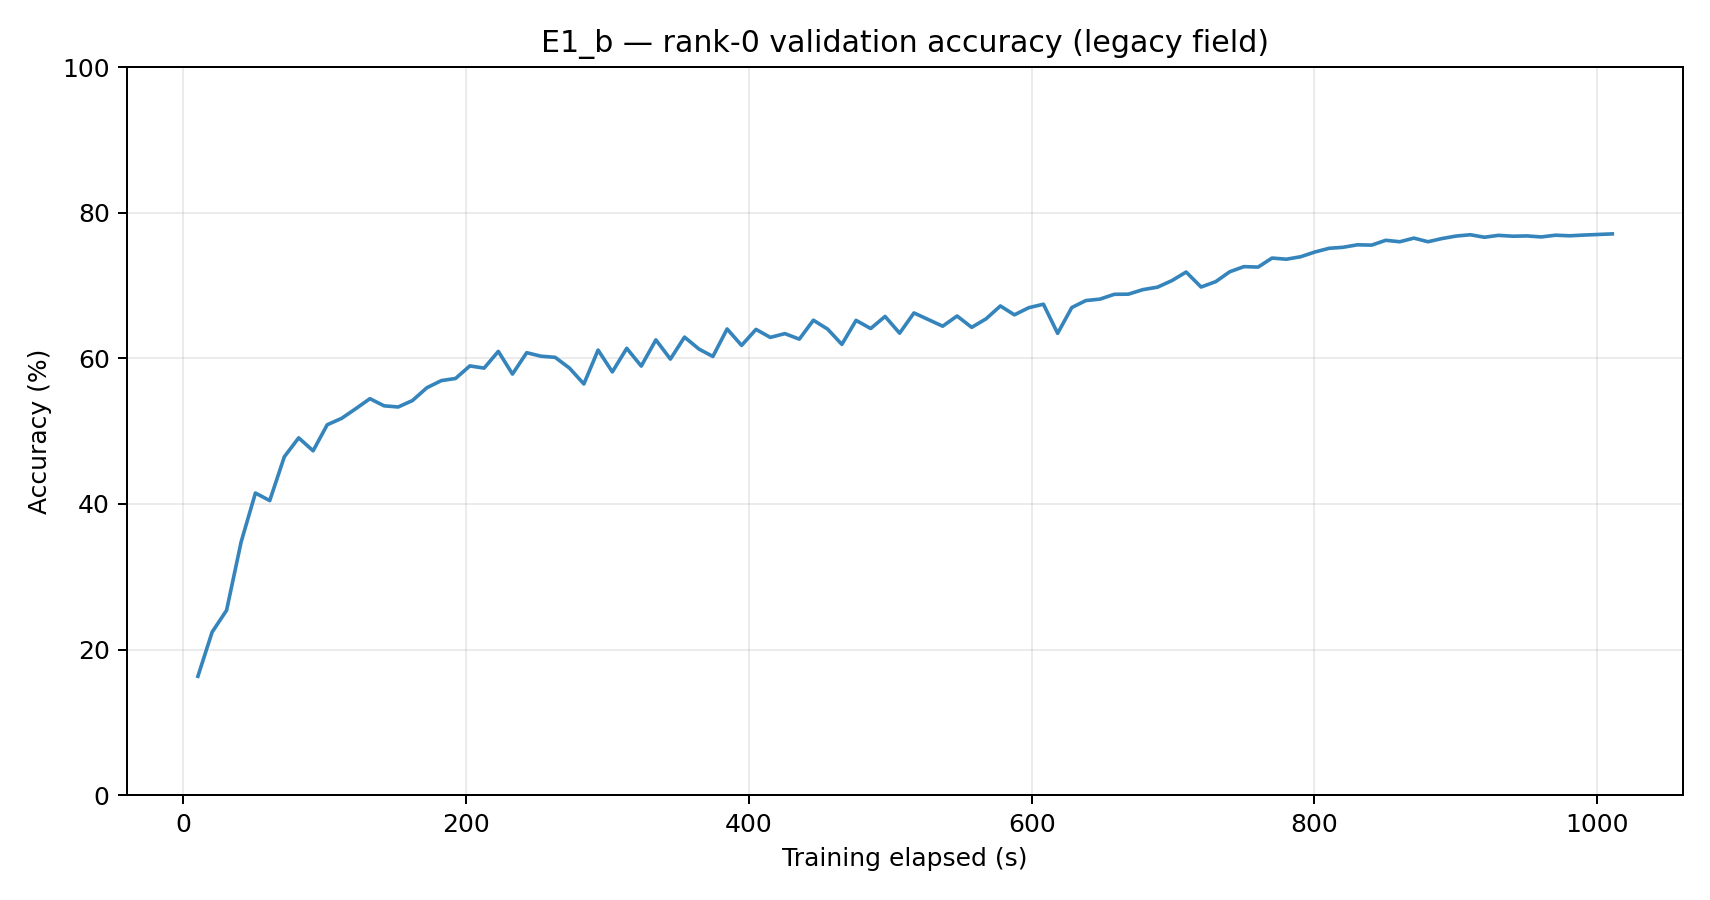 E1_b — rank-0 validation accuracy (legacy field)
100
80
60
40
20
0
Accuracy (%)
0 200 400 600 800 1000
Training elapsed (s)